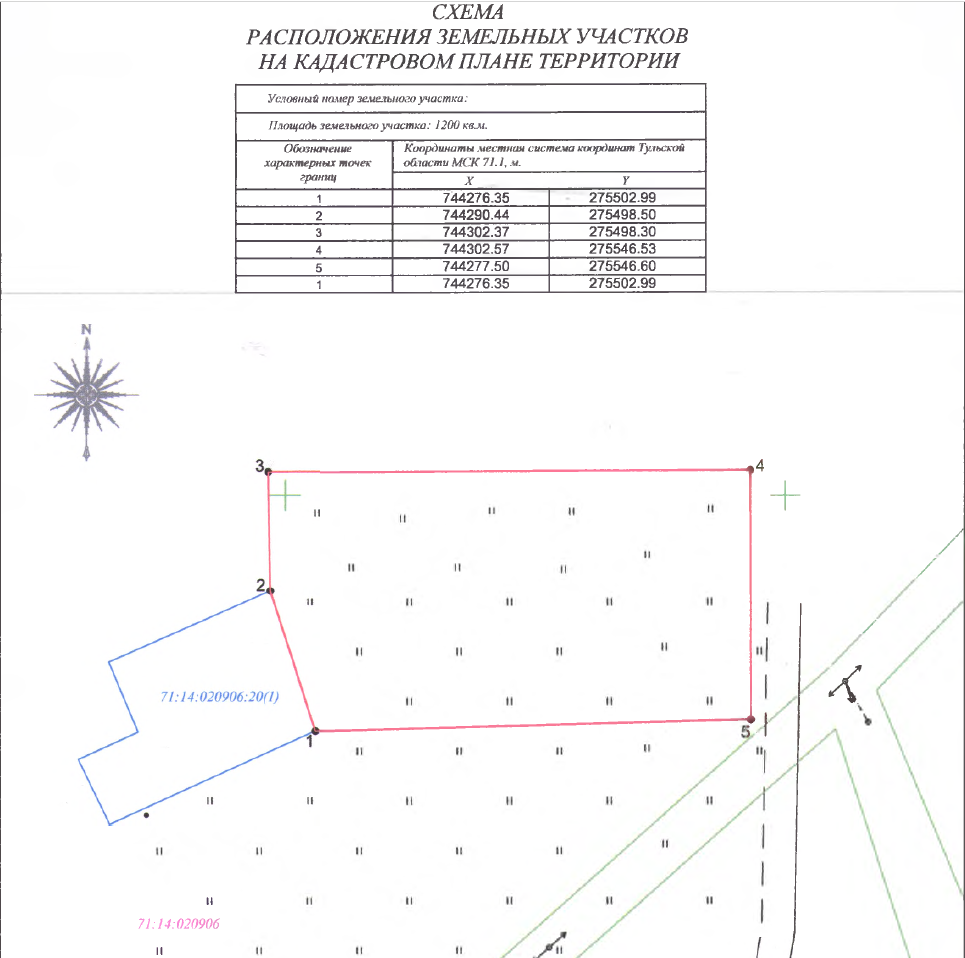 СХЕМА
РАСПОЛОЖЕНИЯ ЗЕМЕЛЬНЫХ УЧАСТКОВ
НА КАДАСТРОВОМ ПЛАНЕ ТЕРРИТОРИИ
Условный номер земельного участка:
Площадь земельного участка: 1200 кв.м.
Обозначение
характерных точек
границ
Координаты местная система координат Тульской
области МСК 71.1, м.
X Y
1 744276.35 275502.99
2 744290.44 275498.50
3 744302.37 275498.30
4 744302.57 275546.53
5 744277.50 275546.60
1 744276.35 275502.99
N
3
4
2
71:14:020906:20(1)
1
5
71:14:020906